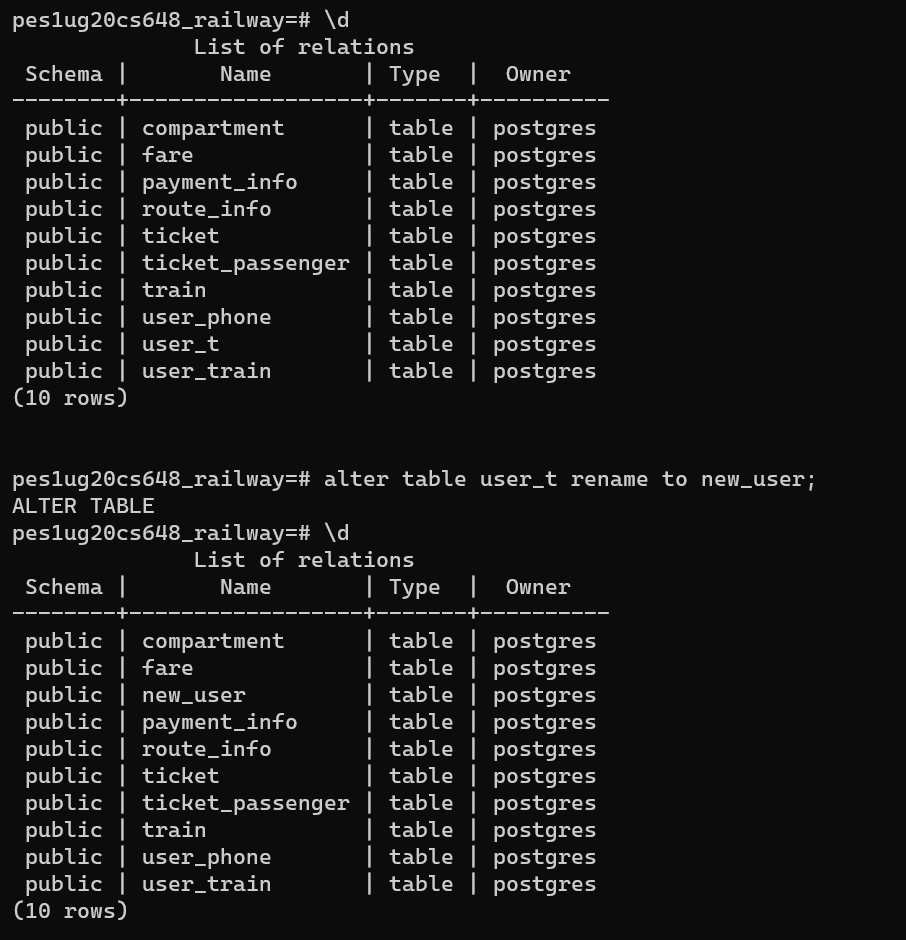 pes1ug20cs648_railway=# \d
List of relations
Schema | Name | Type | Owner
--------+------------------+-------+----------
public | compartment | table | postgres
public | fare | table | postgres
public | payment_info | table | postgres
public | route_info | table | postgres
public | ticket | table | postgres
public | ticket_passenger | table | postgres
public | train | table | postgres
public | user_phone | table | postgres
public | user_t | table | postgres
public | user_train | table | postgres
(10 rows)
pes1ug20cs648_railway=# alter table user_t rename to new_user;
ALTER TABLE
pes1ug20cs648_railway=# \d
List of relations
Schema | Name | Type | Owner
--------+------------------+-------+----------
public | compartment | table | postgres
public | fare | table | postgres
public | new_user | table | postgres
public | payment_info | table | postgres
public | route_info | table | postgres
public | ticket | table | postgres
public | ticket_passenger | table | postgres
public | train | table | postgres
public | user_phone | table | postgres
public | user_train | table | postgres
(10 rows)